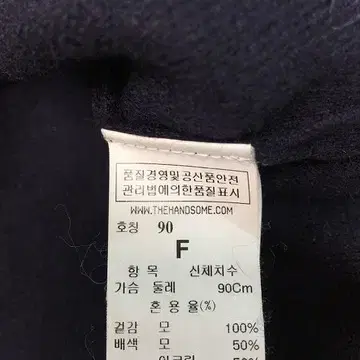 품질경영및공산품안전
관리법에의한품질표시
WWW.THEHANDSOME.COM
호칭 90
F
항 목 신체치수
가슴 둘레 90Cm
혼 용 율(%)
겉감 모 100%
배색 모 50%